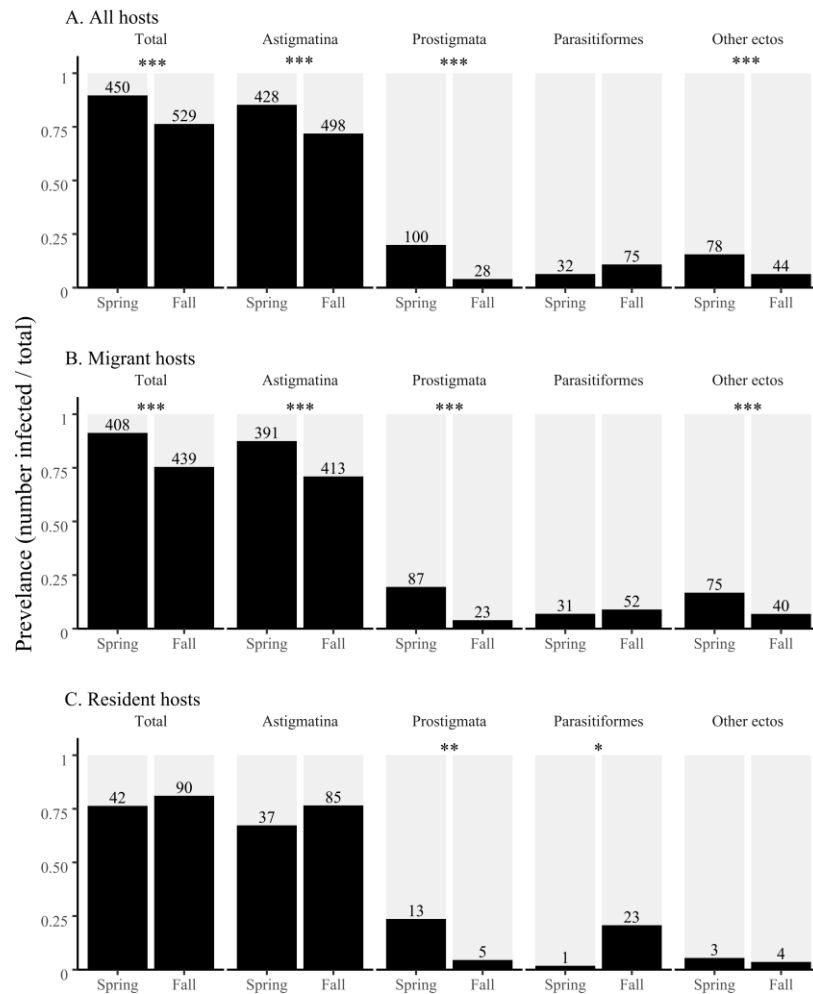 A. All hosts
Total Astigmatina Prostigmata Parasitiformes Other ectos
*** *** *** ***
1
450 529 428 498 100 28 32 75 78 44
0.75
0.50
0.25
0
Spring Fall Spring Fall Spring Fall Spring Fall Spring Fall
Prevelance (number infected / total)
B. Migrant hosts
Total Astigmatina Prostigmata Parasitiformes Other ectos
*** *** *** ***
1
408 439 391 413 87 23 31 52 75 40
0.75
0.50
0.25
0
Spring Fall Spring Fall Spring Fall Spring Fall Spring Fall
C. Resident hosts
Total Astigmatina Prostigmata Parasitiformes Other ectos
** *
1
42 90 37 85 13 5 1 23 3 4
0.75
0.50
0.25
0
Spring Fall Spring Fall Spring Fall Spring Fall Spring Fall